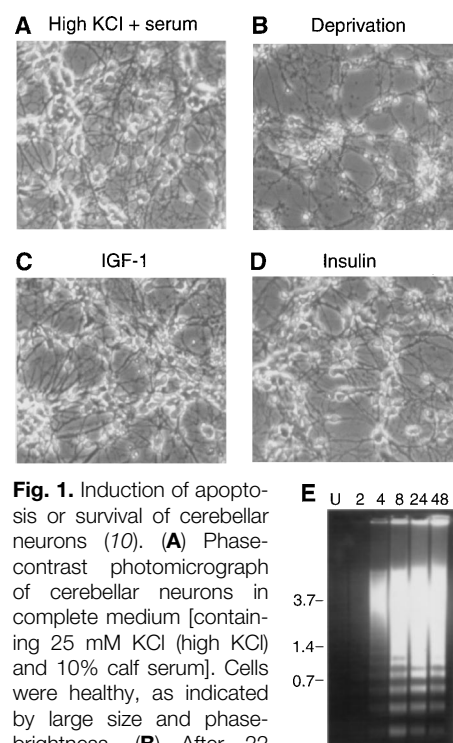 A High KCl + serum
B Deprivation
C IGF-1
D Insulin
Fig. 1. Induction of apopto-
sis or survival of cerebellar
neurons (10). (A) Phase-
contrast photomicrograph
of cerebellar neurons in
complete medium [contain-
ing 25 mM KCl (high KCl)
and 10% calf serum]. Cells
were healthy, as indicated
by large size and phase-
brightness. (B) After 22
E
U 2 4 8 24 48
3.7–
1.4–
0.7–